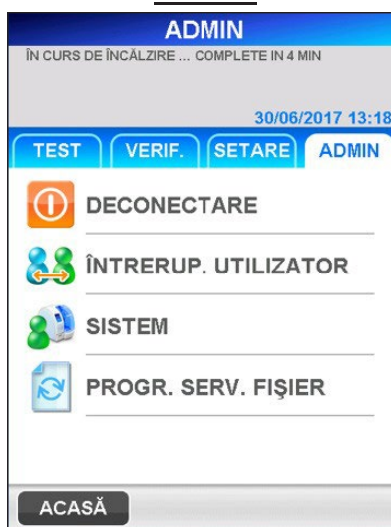 ADMIN
ÎN CURS DE ÎNCĂLZIRE ... COMPLETE IN 4 MIN
30/06/2017 13:18
TEST VERIF. SETARE ADMIN
DECONECTARE
ÎNTRERUP. UTILIZATOR
SISTEM
PROGR. SERV. FIŞIER
ACASĂ